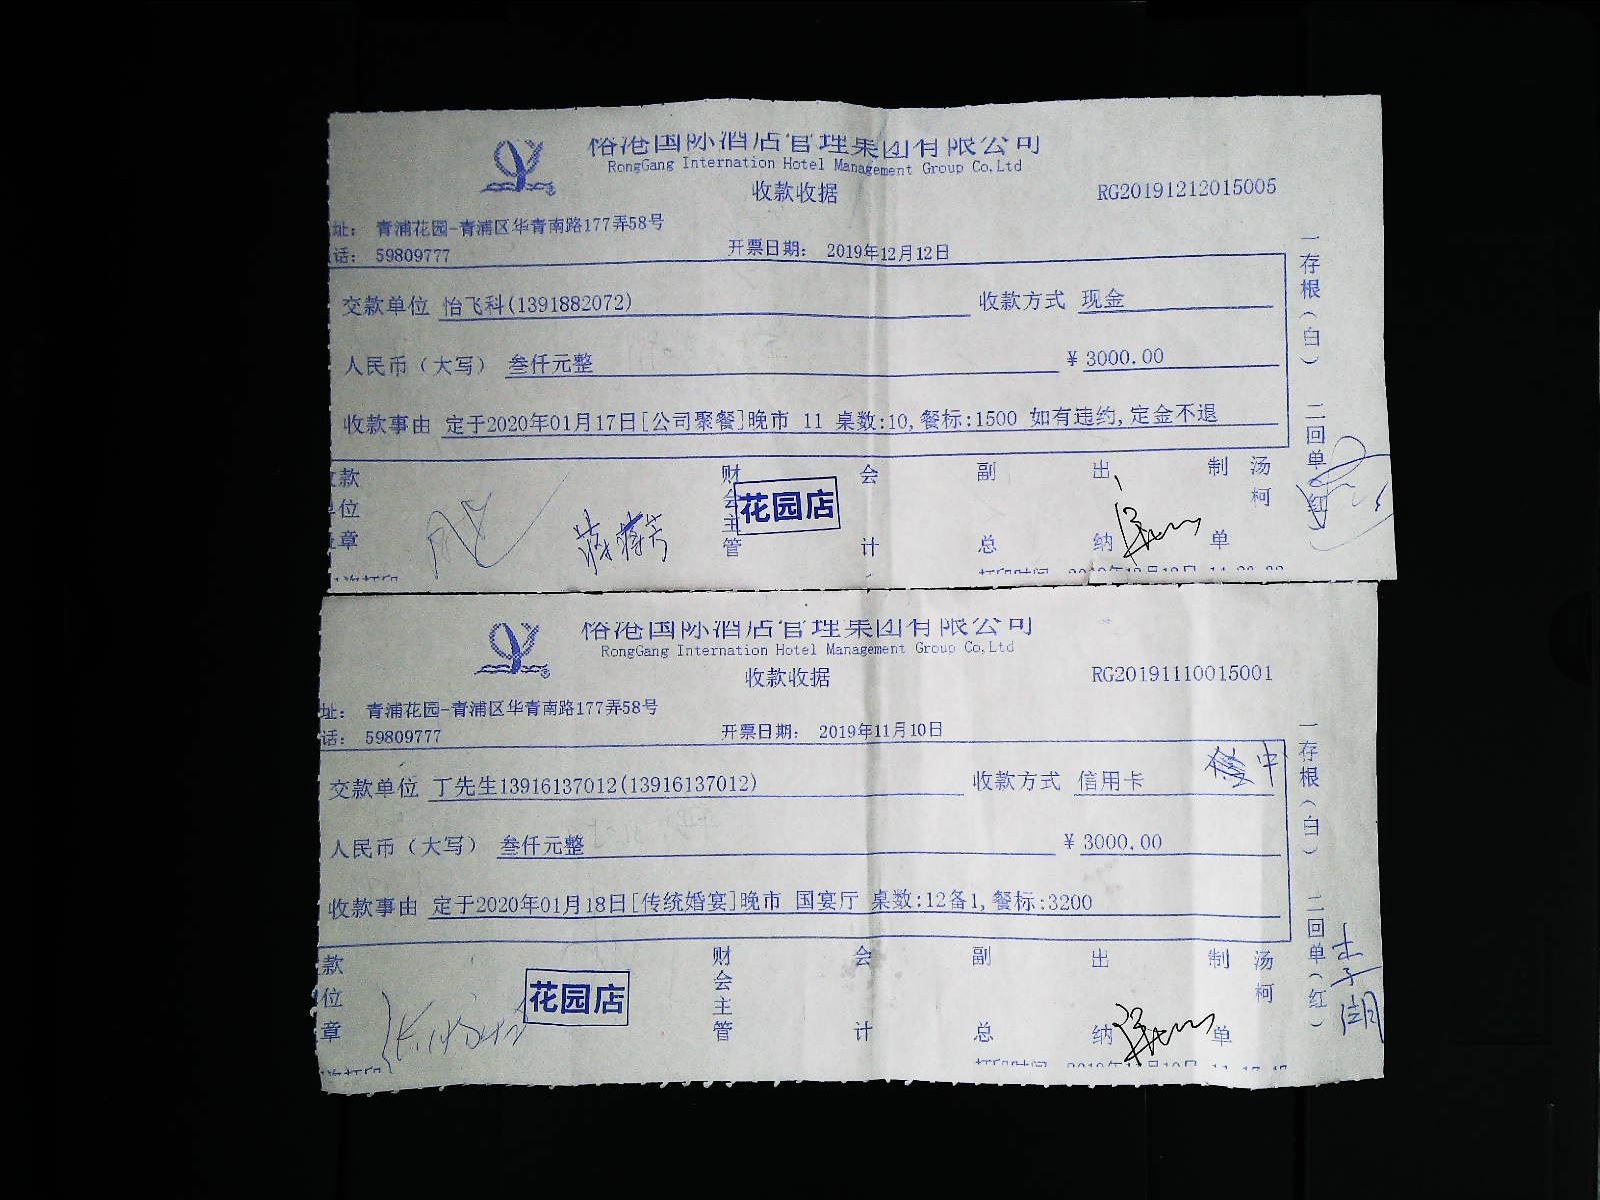 榕港国际酒店管理集团有限公司
RongGang International Hotel Management Group Co,Ltd
收款收据
RG20191212015005
址： 青浦花园-青浦区华青南路177弄58号
话： 59809777
开票日期： 2019年12月12日
交款单位 怡飞科(1391882072)
收款方式 现金
人民币（大写） 叁仟元整
¥ 3000.00
收款事由 定于2020年01月17日[公司聚餐]晚市 11 桌数:10,餐标:1500 如有违约,定金不退
一存根（白） 二回单（红
款位章
财会主管
花园店
会计
副总
出纳
制单
汤柯
榕港国际酒店管理集团有限公司
RongGang International Hotel Management Group Co,Ltd
收款收据
RG20191110015001
址： 青浦花园-青浦区华青南路177弄58号
话： 59809777
开票日期： 2019年11月10日
交款单位 丁先生13916137012(13916137012)
收款方式 信用卡
中
人民币（大写） 叁仟元整
¥ 3000.00
收款事由 定于2020年01月18日[传统婚宴]晚市 国宴厅 桌数:12备1,餐标:3200
一存根（白） 二回单（红）
款位章
花园店
财会主管
会计
副总
出纳
制单
汤柯